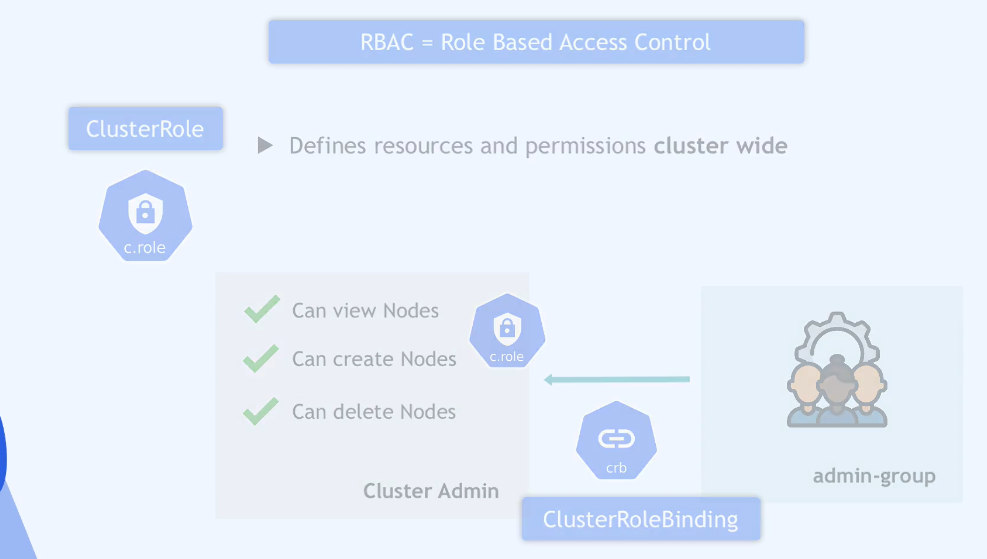 RBAC = Role Based Access Control
ClusterRole
Defines resources and permissions cluster wide
c.role
Can view Nodes
Can create Nodes
Can delete Nodes
c.role
Cluster Admin
crb
ClusterRoleBinding
admin-group